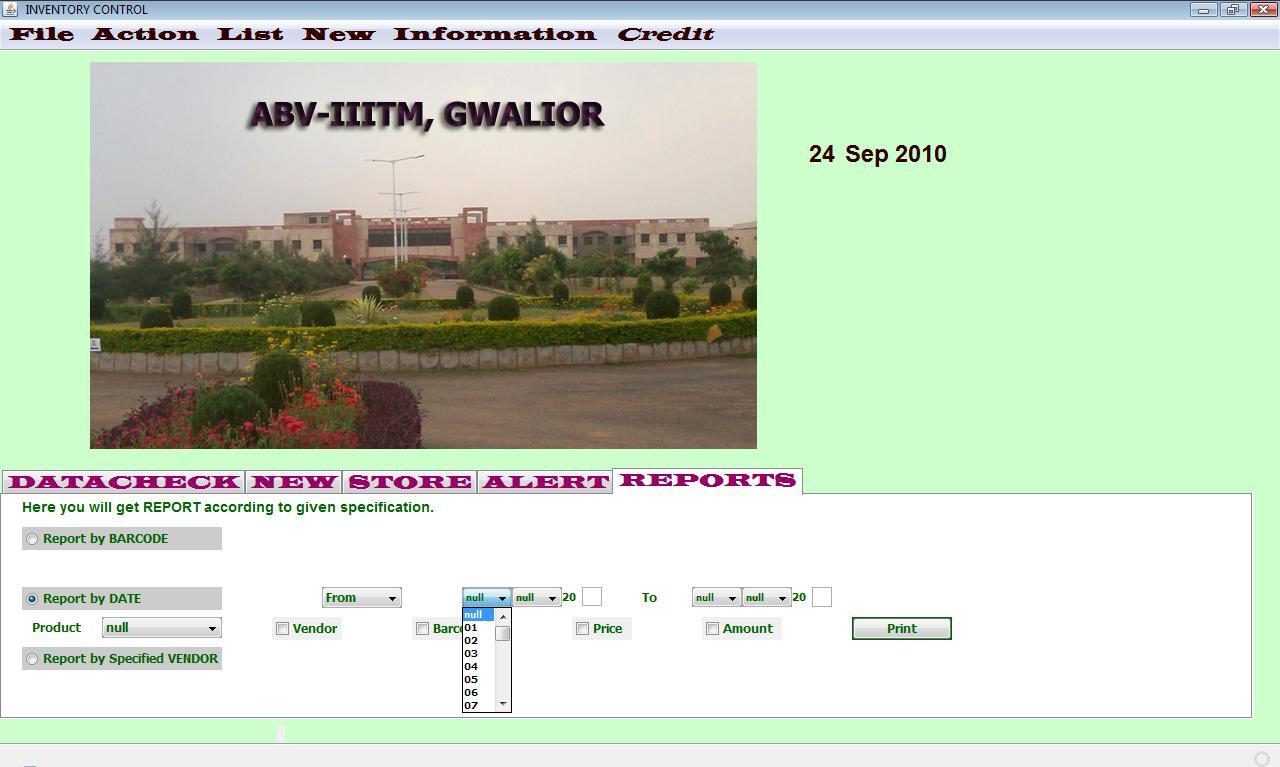 INVENTORY CONTROL
File Action List New Information Credit
ABV-IIITM, GWALIOR
24 Sep 2010
DATACHECK NEW STORE ALERT REPORTS
Here you will get REPORT according to given specification.
Report by BARCODE
Report by DATE From null null 20 To null null 20
Product null Vendor Barc Price Amount Print
Report by Specified VENDOR
null
01
02
03
04
05
06
07